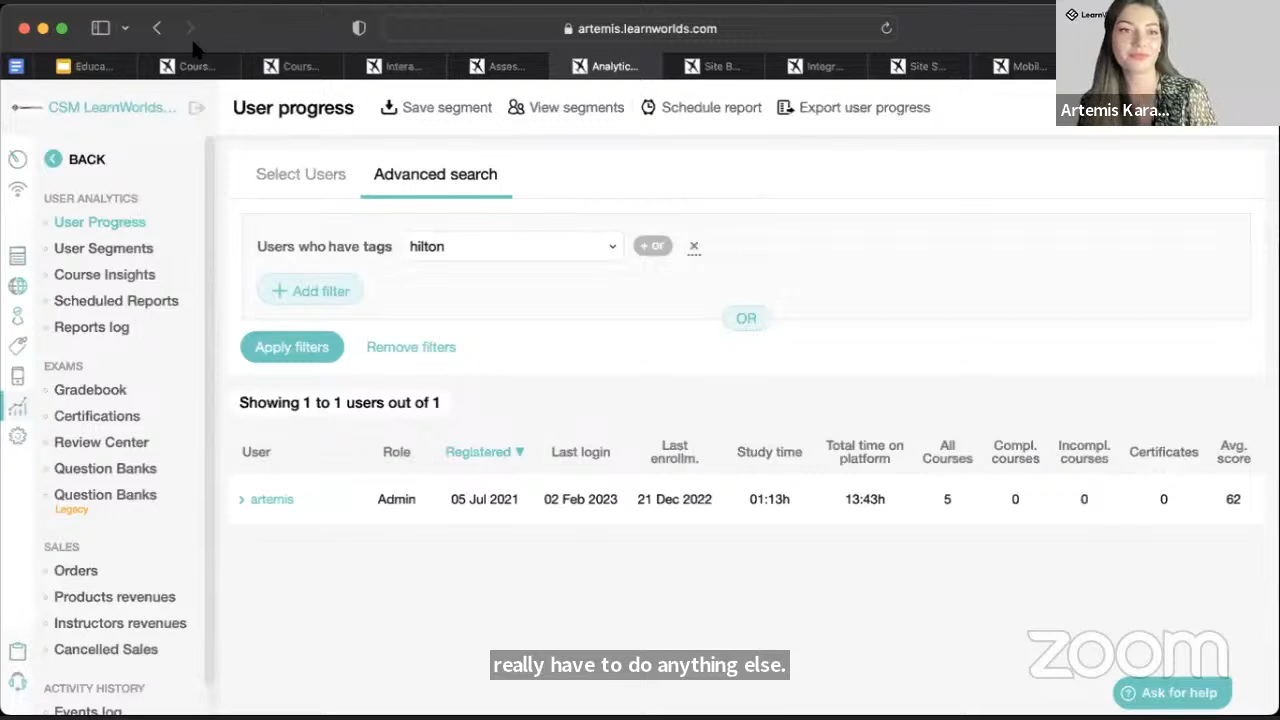 artemis.learnworlds.com
Educa...
Cours...
Cours...
Intera...
Asses...
Analytic...
Site B...
Integr...
Site S...
Mobil...
Artemis Kara...
CSM LearnWorlds...
User progress
Save segment
View segments
Schedule report
Export user progress
BACK
USER ANALYTICS
User Progress
User Segments
Course Insights
Scheduled Reports
Reports log
EXAMS
Gradebook
Certifications
Review Center
Question Banks
Question Banks
Legacy
SALES
Orders
Products revenues
Instructors revenues
Cancelled Sales
ACTIVITY HISTORY
Events log
Select Users
Advanced search
Users who have tags hilton + or x
+ Add filter
OR
Apply filters
Remove filters
Showing 1 to 1 users out of 1
User Role Registered ▼ Last login Last enrollm. Study time Total time on platform All Courses Compl. courses Incompl. courses Certificates Avg. score
artemis Admin 05 Jul 2021 02 Feb 2023 21 Dec 2022 01:13h 13:43h 5 0 0 0 62
really have to do anything else.
zoom
Ask for help